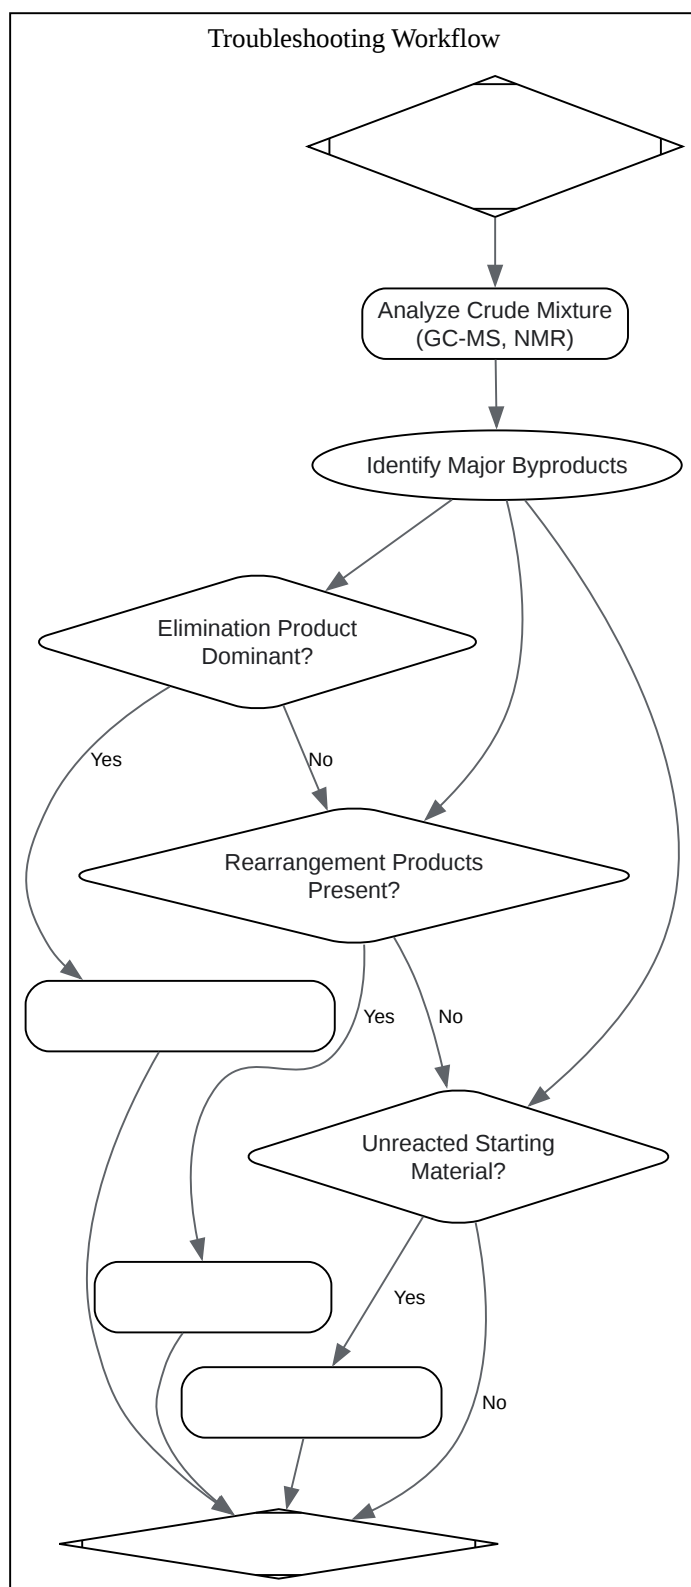 Troubleshooting Workflow
Analyze Crude Mixture
(GC-MS, NMR)
Identify Major Byproducts
Elimination Product
Dominant?
Yes
No
Rearrangement Products
Present?
Yes
No
Unreacted Starting
Material?
Yes
No